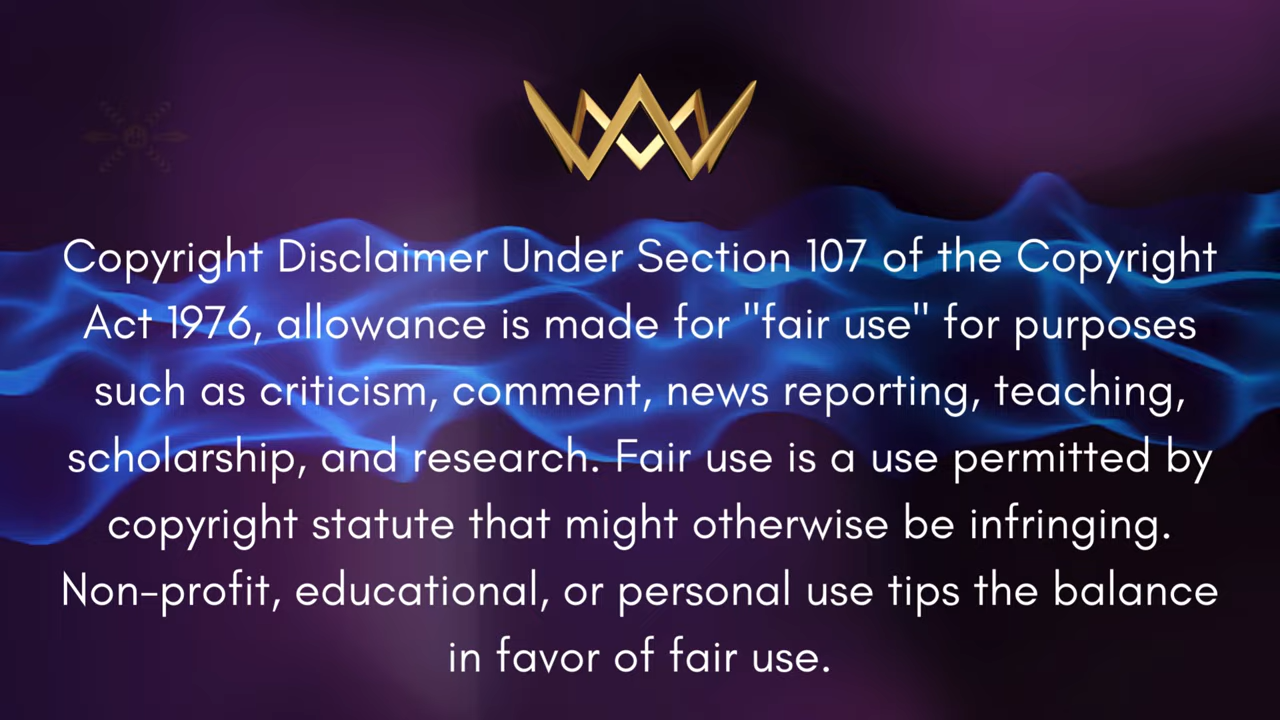 Copyright Disclaimer Under Section 107 of the Copyright
Act 1976, allowance is made for "fair use" for purposes
such as criticism, comment, news reporting, teaching,
scholarship, and research. Fair use is a use permitted by
copyright statute that might otherwise be infringing.
Non-profit, educational, or personal use tips the balance
in favor of fair use.